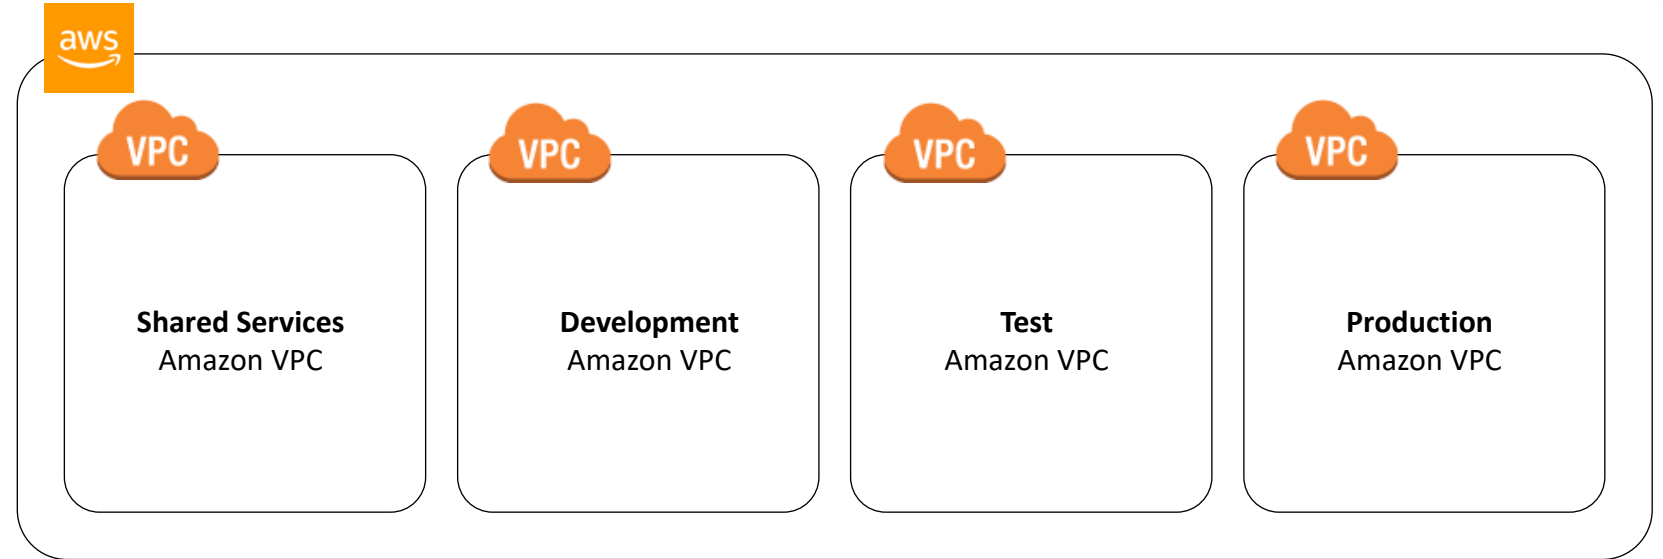 aws
VPC
VPC
VPC
VPC
Shared Services
Amazon VPC
Development
Amazon VPC
Test
Amazon VPC
Production
Amazon VPC